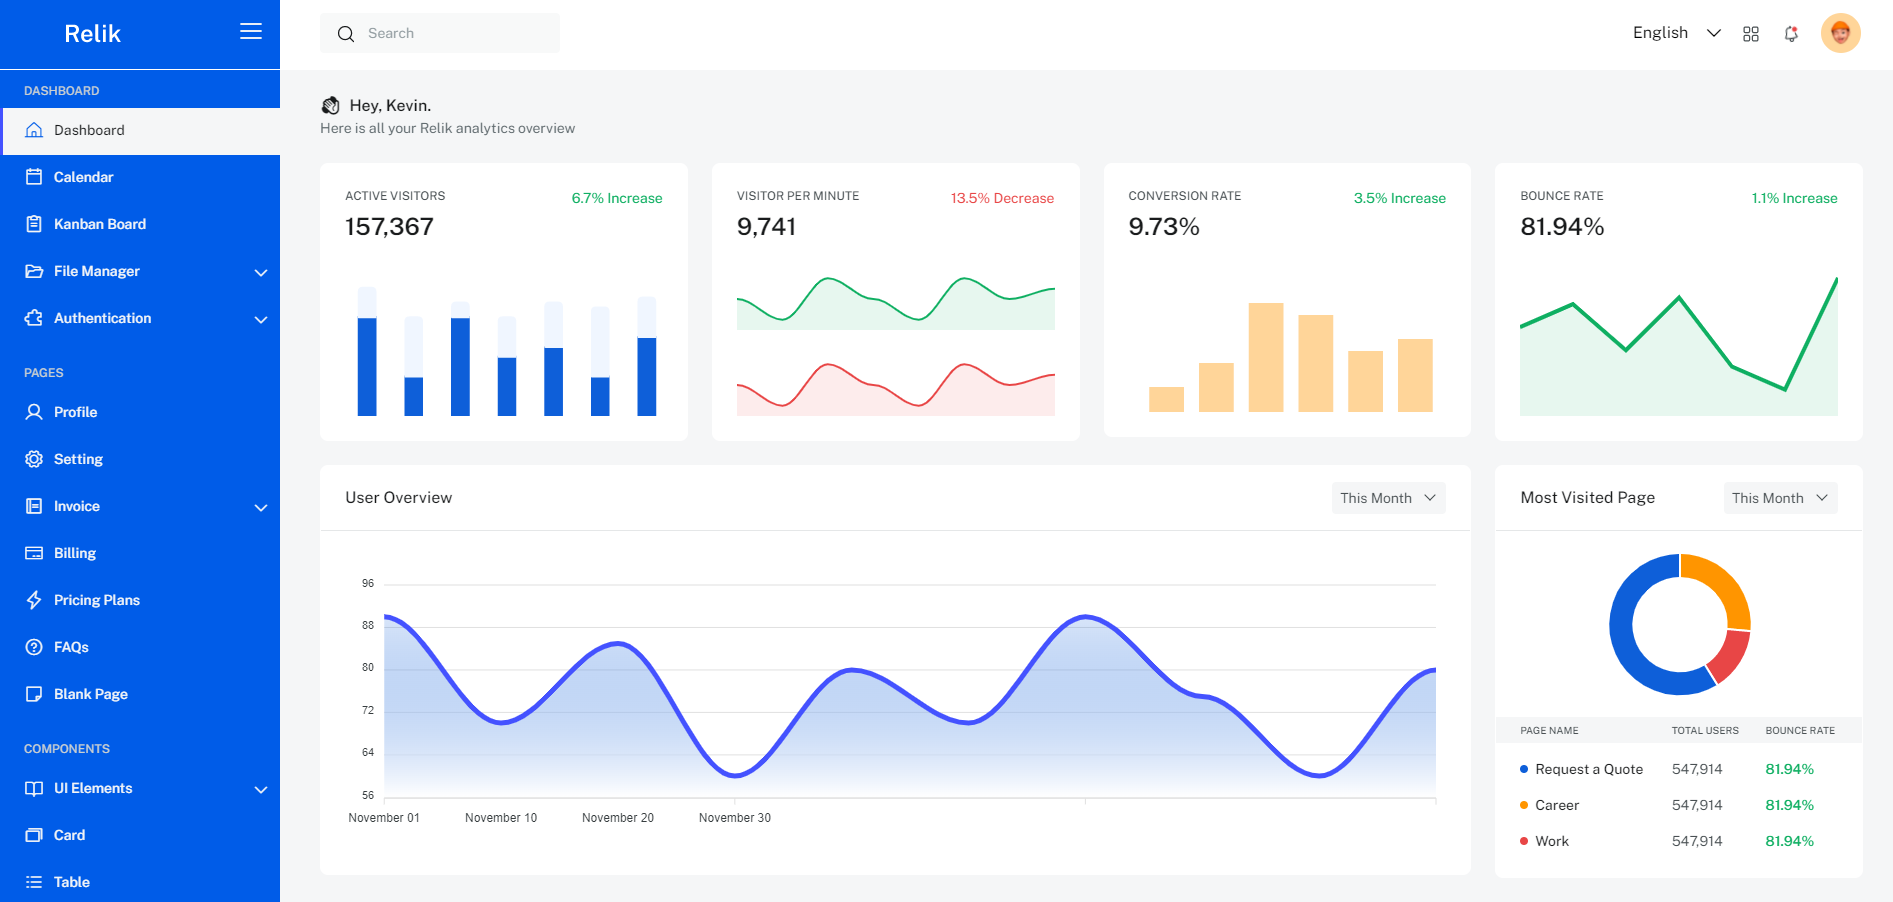 Relik
Search
English
DASHBOARD
Dashboard
Calendar
Kanban Board
File Manager
Authentication
PAGES
Profile
Setting
Invoice
Billing
Pricing Plans
FAQs
Blank Page
COMPONENTS
UI Elements
Card
Table
Hey, Kevin.
Here is all your Relik analytics overview
ACTIVE VISITORS
6.7% Increase
157,367
VISITOR PER MINUTE
13.5% Decrease
9,741
CONVERSION RATE
3.5% Increase
9.73%
BOUNCE RATE
1.1% Increase
81.94%
User Overview
This Month
96
88
80
72
64
56
November 01 November 10 November 20 November 30
Most Visited Page
This Month
PAGE NAME TOTAL USERS BOUNCE RATE
Request a Quote 547,914 81.94%
Career 547,914 81.94%
Work 547,914 81.94%